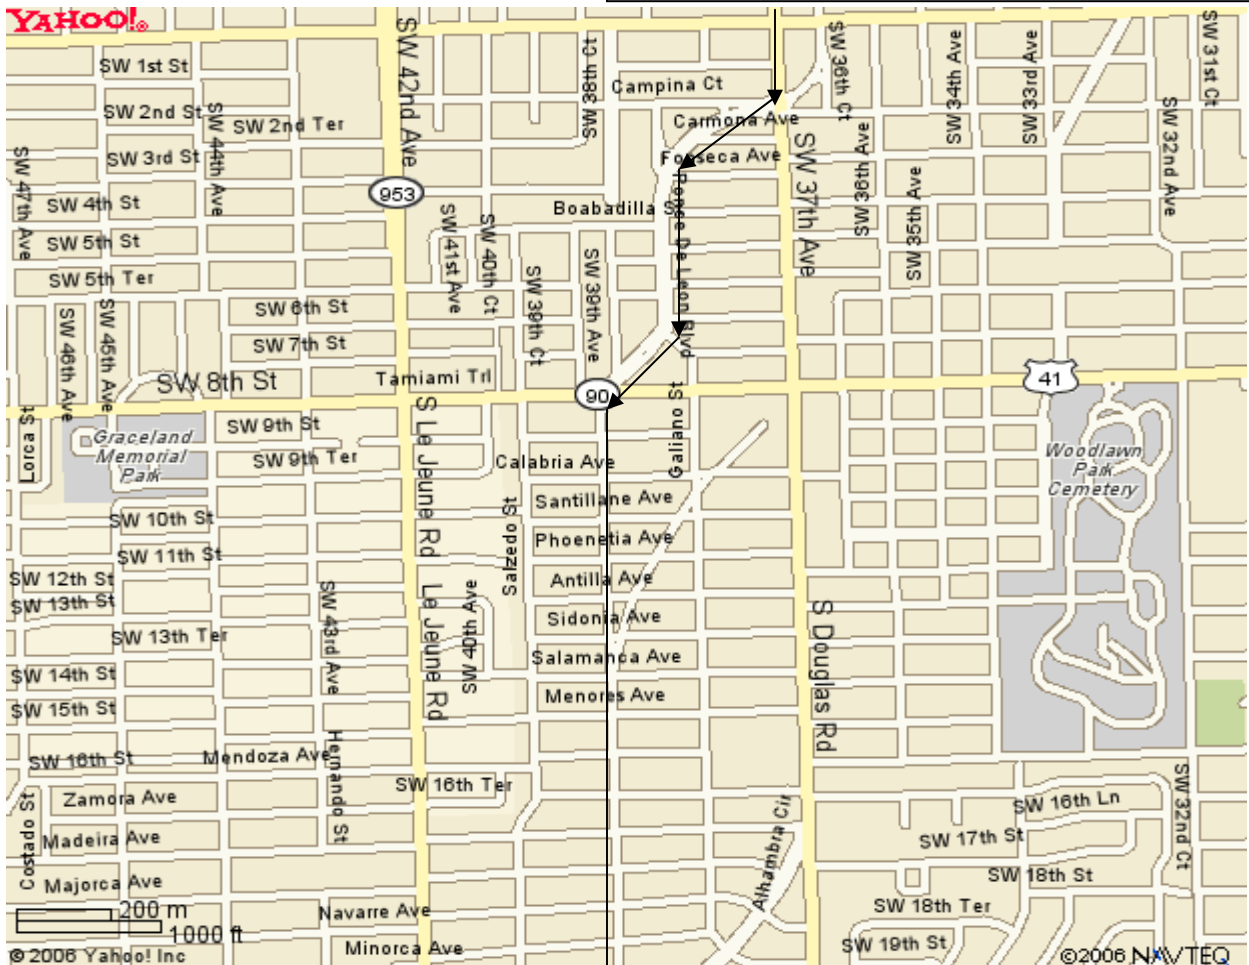 YAHOO!®
SW 1st St
SW 2nd St
SW 2nd Ter
SW 3rd St
SW 4th St
SW 5th St
SW 5th Ter
SW 6th St
SW 7th St
SW 8th St
Tamiami Trl
SW 9th St
SW 9th Ter
SW 10th St
SW 11th St
SW 12th St
SW 13th St
SW 13th Ter
SW 14th St
SW 15th St
SW 16th St
Mendoza Ave
Zamora Ave
Madeira Ave
Majorca Ave
Navarre Ave
Minorca Ave
SW 16th Ter
SW 47th Ave
SW 46th Ave
SW 45th Ave
SW 44th Ave
SW 43rd Ave
Hernando St
Costado St
Lorca St
Graceland
Memorial
Park
SW 42nd Ave
953
S Le Jeune Rd
Le Jeune Rd
SW 41st Ave
SW 40th Ct
SW 40th Ave
SW 39th Ct
SW 39th Ave
SW 38th Ct
Salzedo St
Campina Ct
Carmona Ave
Fonseca Ave
Boabadilla S
Ponce De Leon Blvd
90
Galiano St
Calabria Ave
Santillane Ave
Phoenetia Ave
Antilla Ave
Sidonia Ave
Salamanca Ave
Menores Ave
SW 37th Ave
S Douglas Rd
Alhambra Cir
SW 36th Ct
SW 36th Ave
SW 35th Ave
SW 34th Ave
SW 33rd Ave
SW 32nd Ave
SW 31st Ct
41
Woodlawn
Park
Cemetery
SW 16th Ln
SW 17th St
SW 18th St
SW 18th Ter
SW 19th St
SW 32nd Ct
200 m
1000 ft
© 2006 Yahoo! Inc
©2006 NAVTEQ